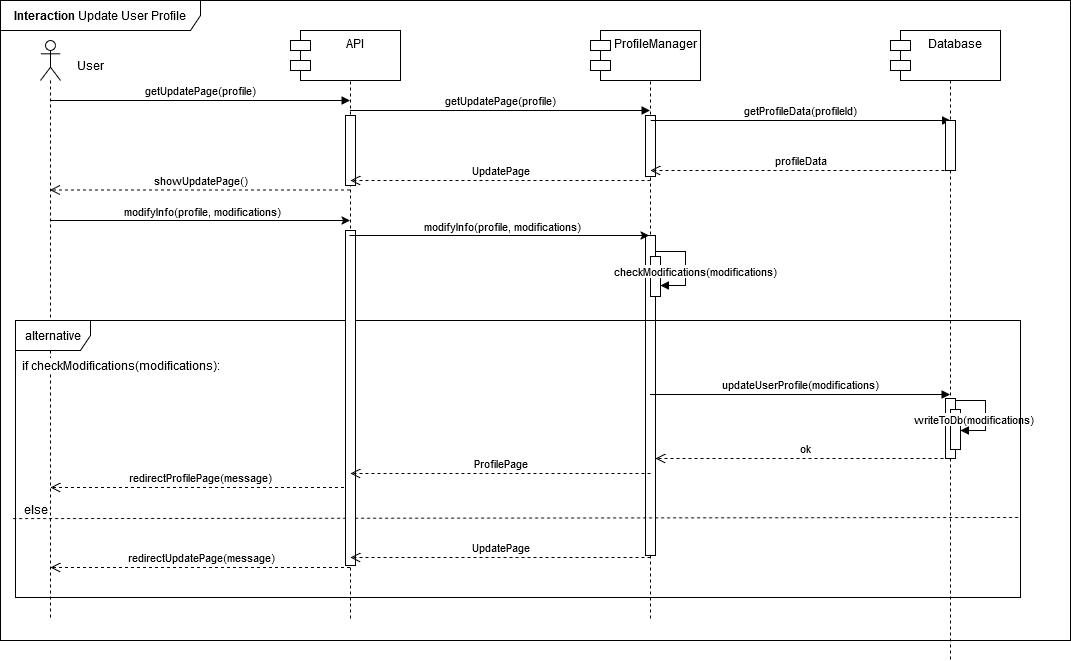 Interaction Update User Profile
API
ProfileManager
Database
User
getUpdatePage(profile)
getUpdatePage(profile)
getProfileData(profileId)
profileData
UpdatePage
showUpdatePage()
modifyInfo(profile, modifications)
modifyInfo(profile, modifications)
checkModifications(modifications)
alternative
if checkModifications(modifications):
updateUserProfile(modifications)
writeToDb(modifications)
ok
ProfilePage
redirectProfilePage(message)
else
UpdatePage
redirectUpdatePage(message)